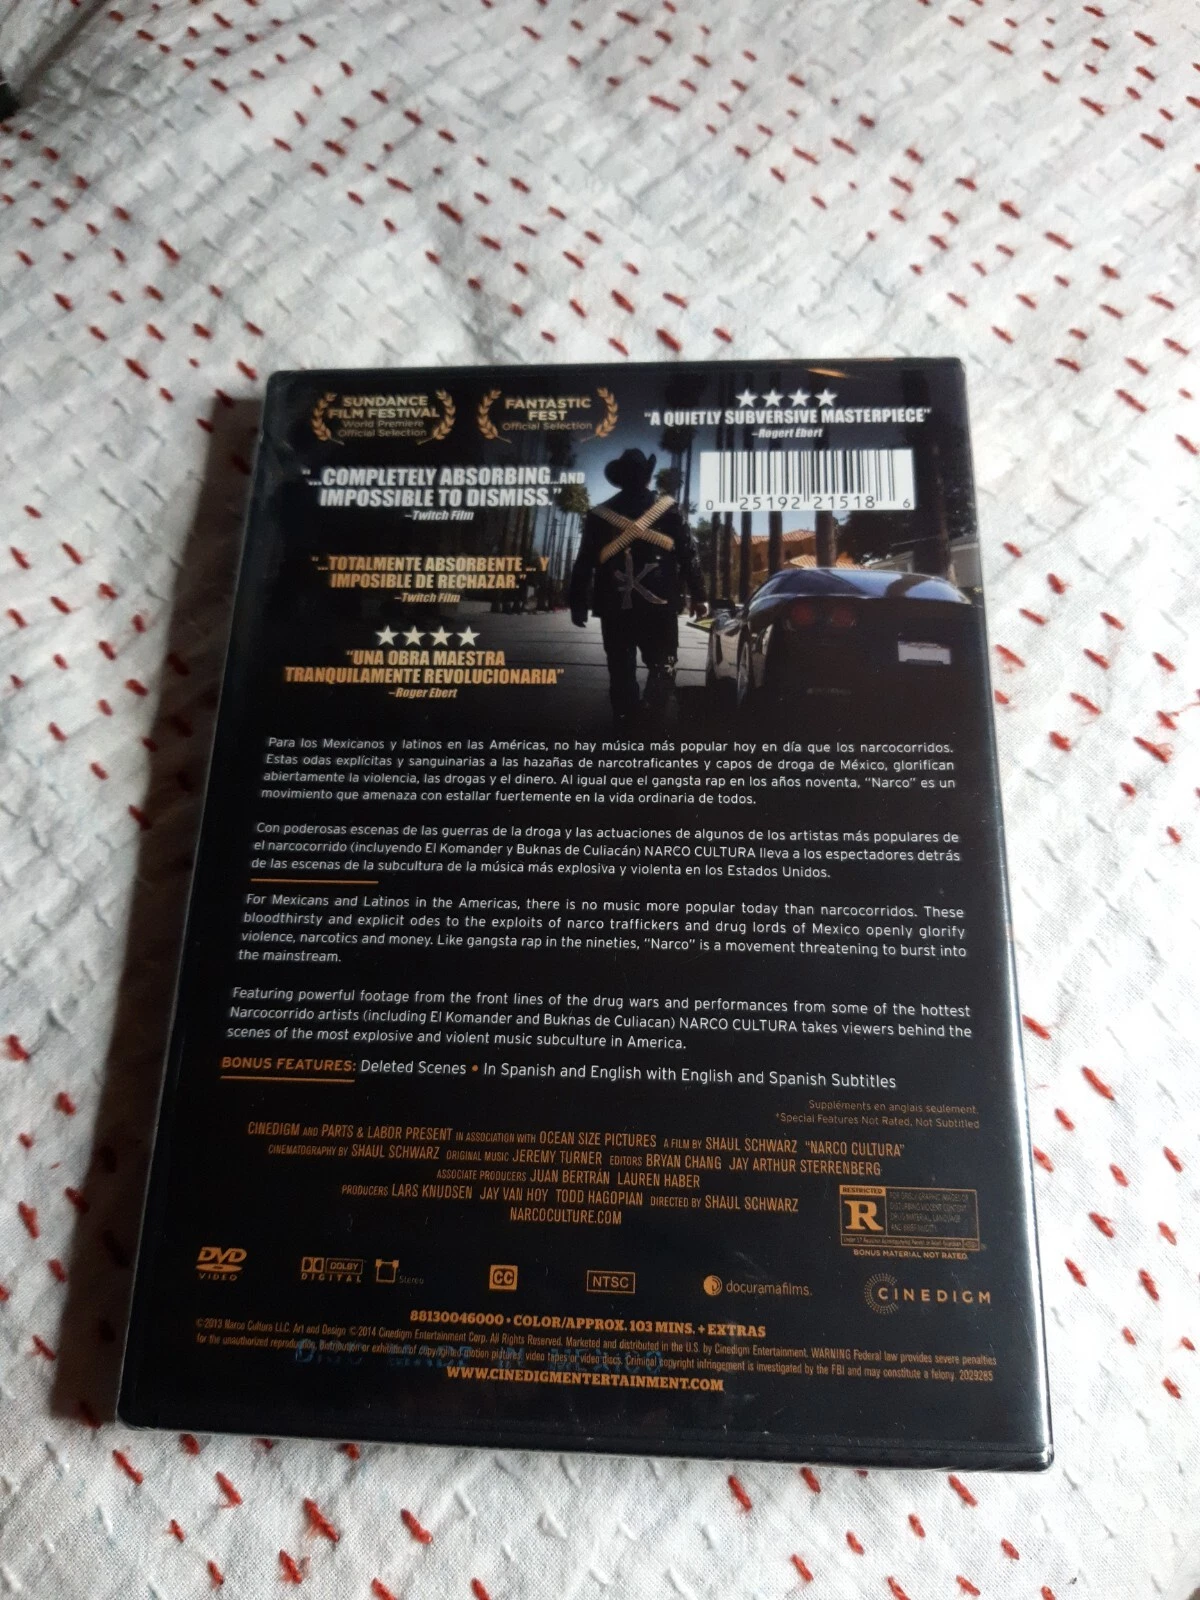 SUNDANCE
FILM FESTIVAL
World Premiere
Official Selection
FANTASTIC
FEST
Official Selection
"A QUIETLY SUBVERSIVE MASTERPIECE"
–Rogert Ebert
"...COMPLETELY ABSORBING...AND
IMPOSSIBLE TO DISMISS."
–Twitch Film
0 25192 21518 6
"...TOTALMENTE ABSORBENTE ... Y
IMPOSIBLE DE RECHAZAR."
–Twitch Film
"UNA OBRA MAESTRA
TRANQUILAMENTE REVOLUCIONARIA"
–Roger Ebert
Para los Mexicanos y latinos en las Américas, no hay música más popular hoy en día que los narcocorridos.
Estas odas explícitas y sanguinarias a las hazañas de narcotraficantes y capos de droga de México, glorifican
abiertamente la violencia, las drogas y el dinero. Al igual que el gangsta rap en los años noventa, "Narco" es un
movimiento que amenaza con estallar fuertemente en la vida ordinaria de todos.
Con poderosas escenas de las guerras de la droga y las actuaciones de algunos de los artistas más populares de
el narcocorrido (incluyendo El Komander y Buknas de Culiacán) NARCO CULTURA lleva a los espectadores detrás
de las escenas de la subcultura de la música más explosiva y violenta en los Estados Unidos.
For Mexicans and Latinos in the Americas, there is no music more popular today than narcocorridos. These
bloodthirsty and explicit odes to the exploits of narco traffickers and drug lords of Mexico openly glorify
violence, narcotics and money. Like gangsta rap in the nineties, "Narco" is a movement threatening to burst into
the mainstream.
Featuring powerful footage from the front lines of the drug wars and performances from some of the hottest
Narcocorrido artists (including El Komander and Buknas de Culiacan) NARCO CULTURA takes viewers behind the
scenes of the most explosive and violent music subculture in America.
BONUS FEATURES: Deleted Scenes • In Spanish and English with English and Spanish Subtitles
Suppléments en anglais seulement.
*Special Features Not Rated, Not Subtitled
CINEDIGM AND PARTS & LABOR PRESENT IN ASSOCIATION WITH OCEAN SIZE PICTURES A FILM BY SHAUL SCHWARZ "NARCO CULTURA"
CINEMATOGRAPHY BY SHAUL SCHWARZ ORIGINAL MUSIC JEREMY TURNER EDITORS BRYAN CHANG JAY ARTHUR STERRENBERG
ASSOCIATE PRODUCERS JUAN BERTRÁN LAUREN HABER
PRODUCERS LARS KNUDSEN JAY VAN HOY TODD HAGOPIAN DIRECTED BY SHAUL SCHWARZ
NARCOCULTURE.COM
RESTRICTED
R
BONUS MATERIAL NOT RATED.
DVD
VIDEO
DOLBY
DIGITAL
Stereo
CC
NTSC
docuramafilms.
CINEDIGM
88130046000 • COLOR/APPROX. 103 MINS. + EXTRAS
©2013 Narco Cultura LLC. Art and Design ©2014 Cinedigm Entertainment Corp. All Rights Reserved. Marketed and distributed in the U.S. by Cinedigm Entertainment. WARNING Federal law provides severe penalties
for the unauthorized reproduction, distribution or exhibition of copyrighted motion pictures, video tapes or video discs. Criminal copyright infringement is investigated by the FBI and may constitute a felony. 2029285
MADE IN MEXICO
WWW.CINEDIGMENTERTAINMENT.COM